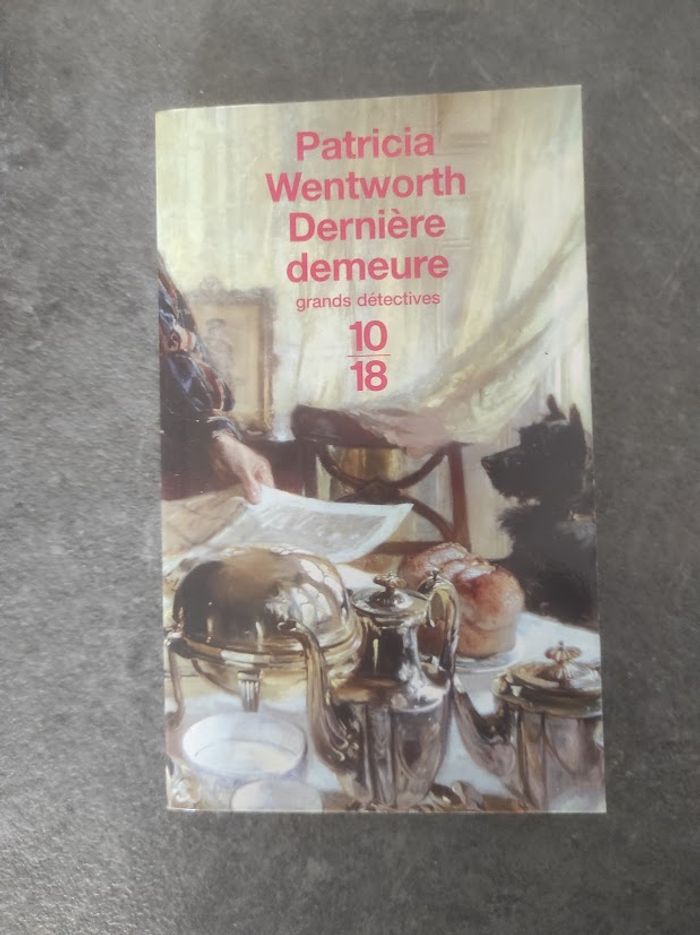 Patricia
Wentworth
Dernière
demeure
grands détectives
10
18